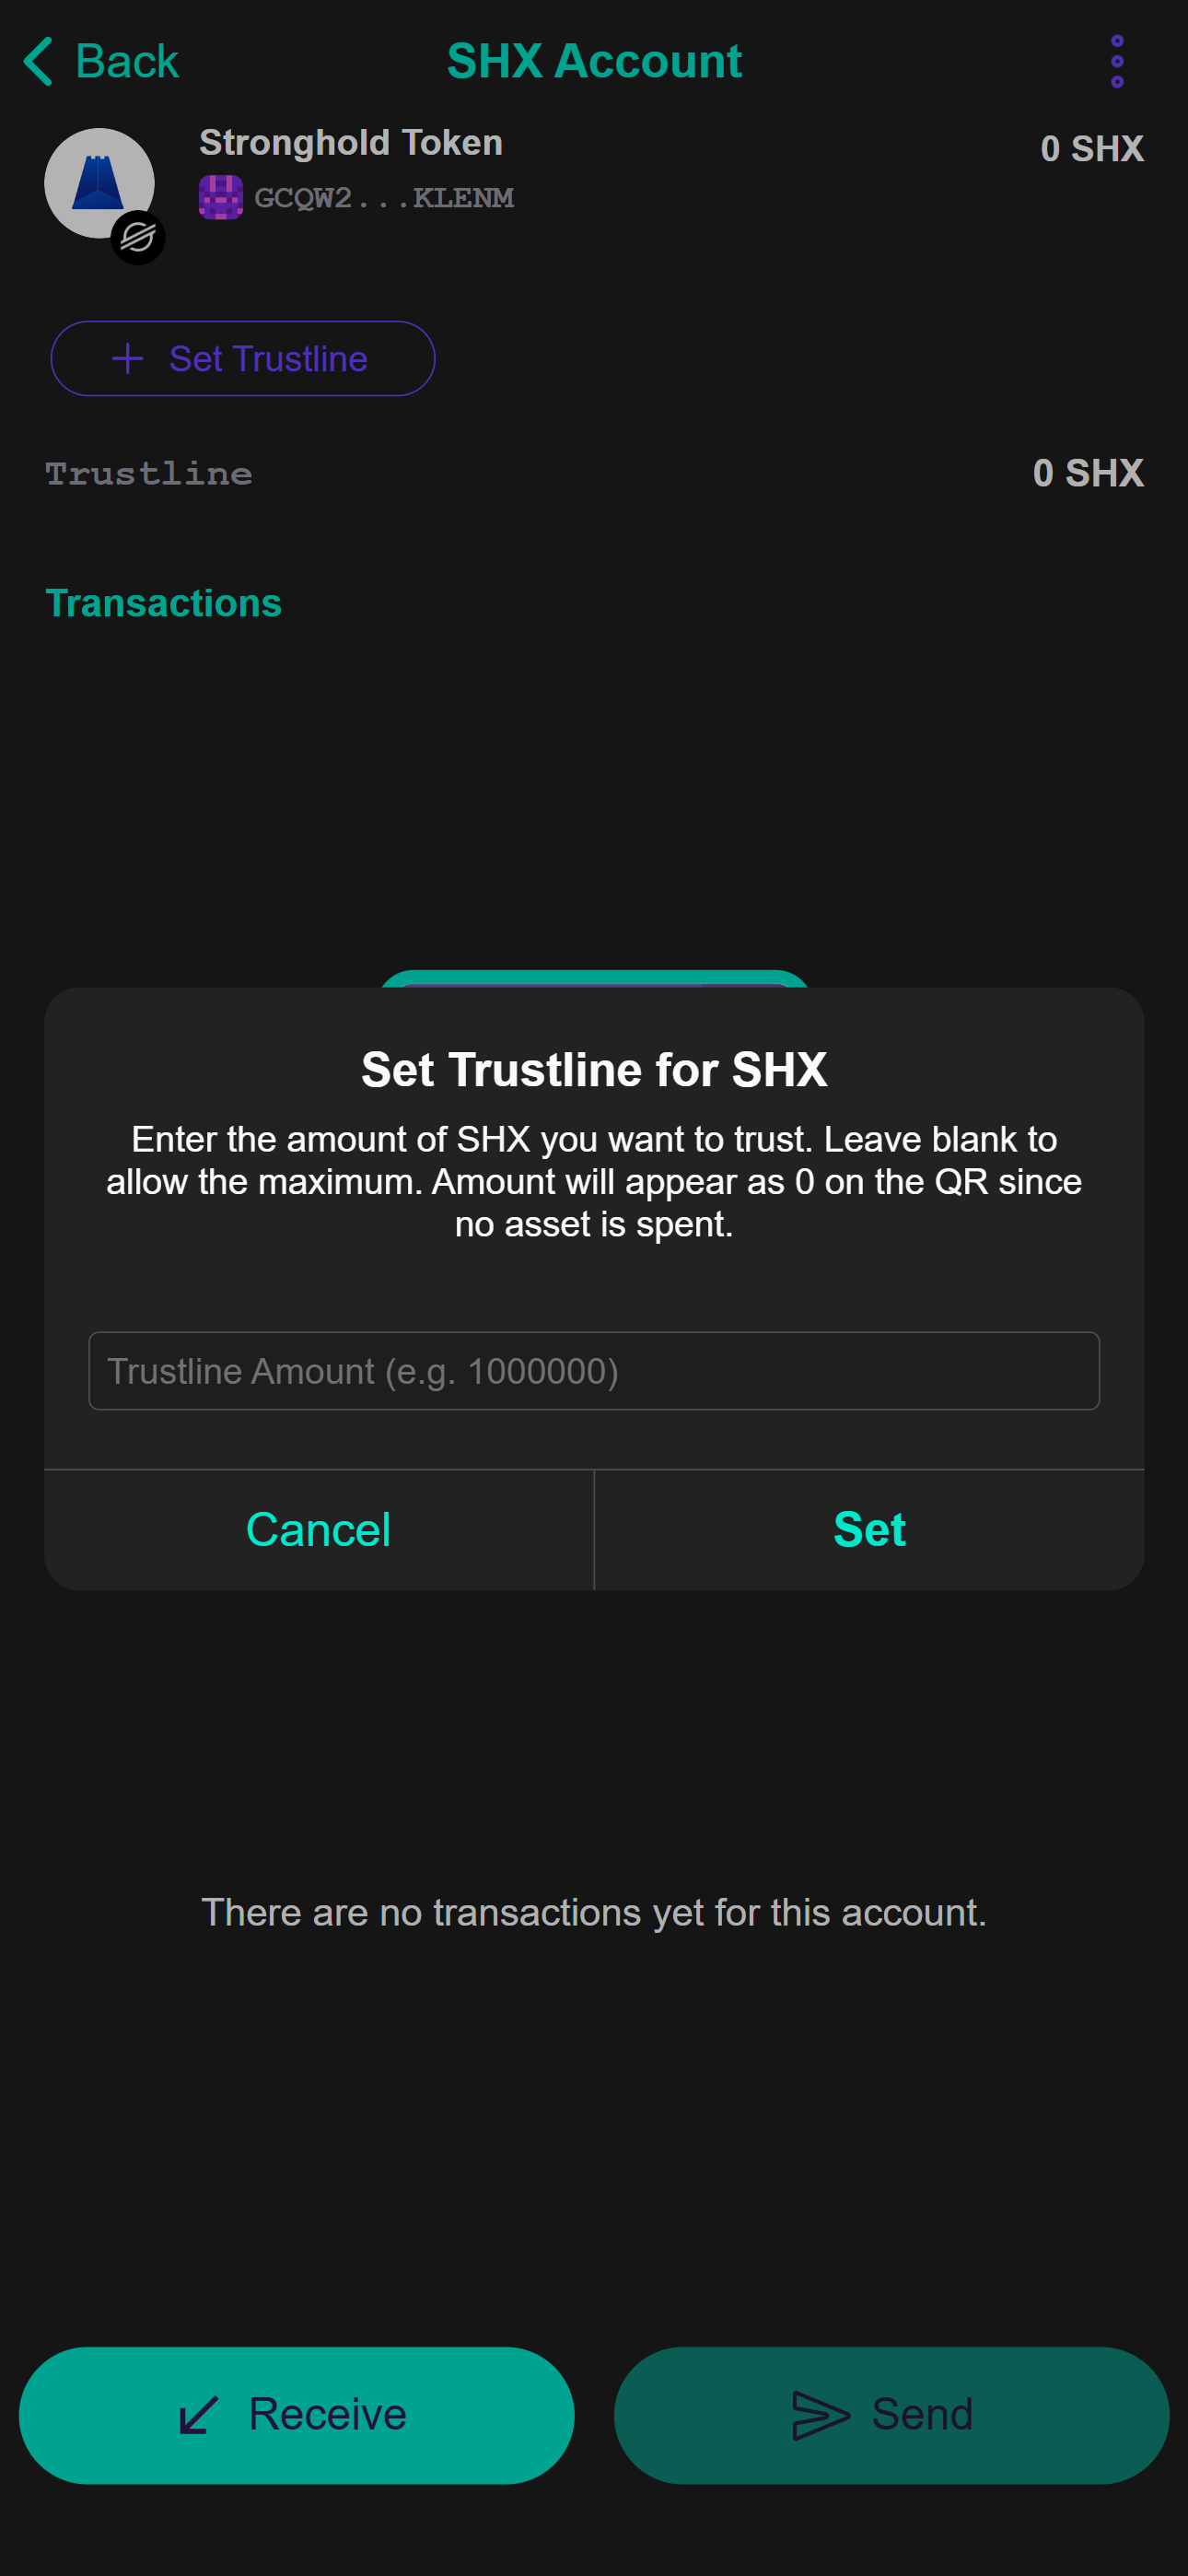 Back
SHX Account
Stronghold Token
0 SHX
GCQW2...KLENM
Set Trustline
Trustline
0 SHX
Transactions
Set Trustline for SHX
Enter the amount of SHX you want to trust. Leave blank to
allow the maximum. Amount will appear as 0 on the QR since
no asset is spent.
Trustline Amount (e.g. 1000000)
Cancel
Set
There are no transactions yet for this account.
Receive
Send